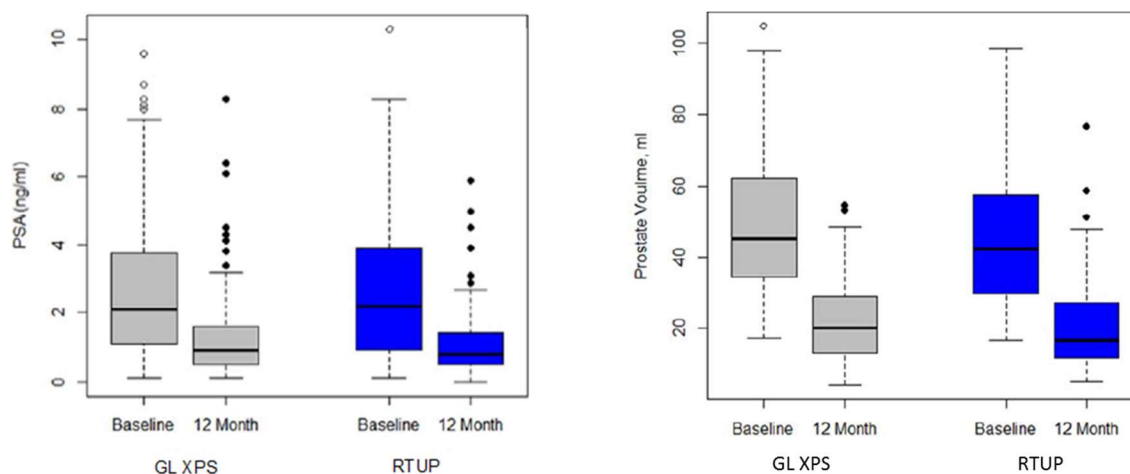 PSA(ng/ml)
10
8
6
4
2
0
Baseline 12 Month Baseline 12 Month
GL XPS RTUP
Prostate Voulme, ml
100
80
60
40
20
Baseline 12 Month Baseline 12 Month
GL XPS RTUP